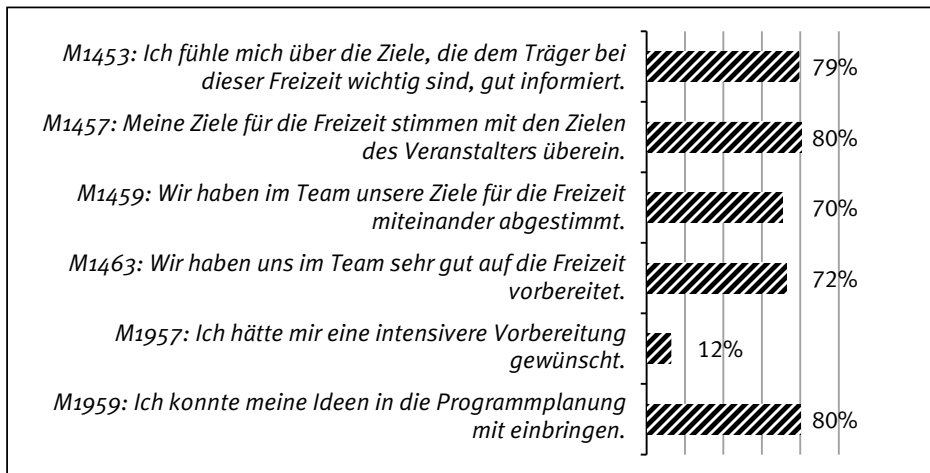 M1453: Ich fühle mich über die Ziele, die dem Träger bei
dieser Freizeit wichtig sind, gut informiert.
79%
M1457: Meine Ziele für die Freizeit stimmen mit den Zielen
des Veranstalters überein.
80%
M1459: Wir haben im Team unsere Ziele für die Freizeit
miteinander abgestimmt.
70%
M1463: Wir haben uns im Team sehr gut auf die Freizeit
vorbereitet.
72%
M1957: Ich hätte mir eine intensivere Vorbereitung
gewünscht.
12%
M1959: Ich konnte meine Ideen in die Programmplanung
mit einbringen.
80%